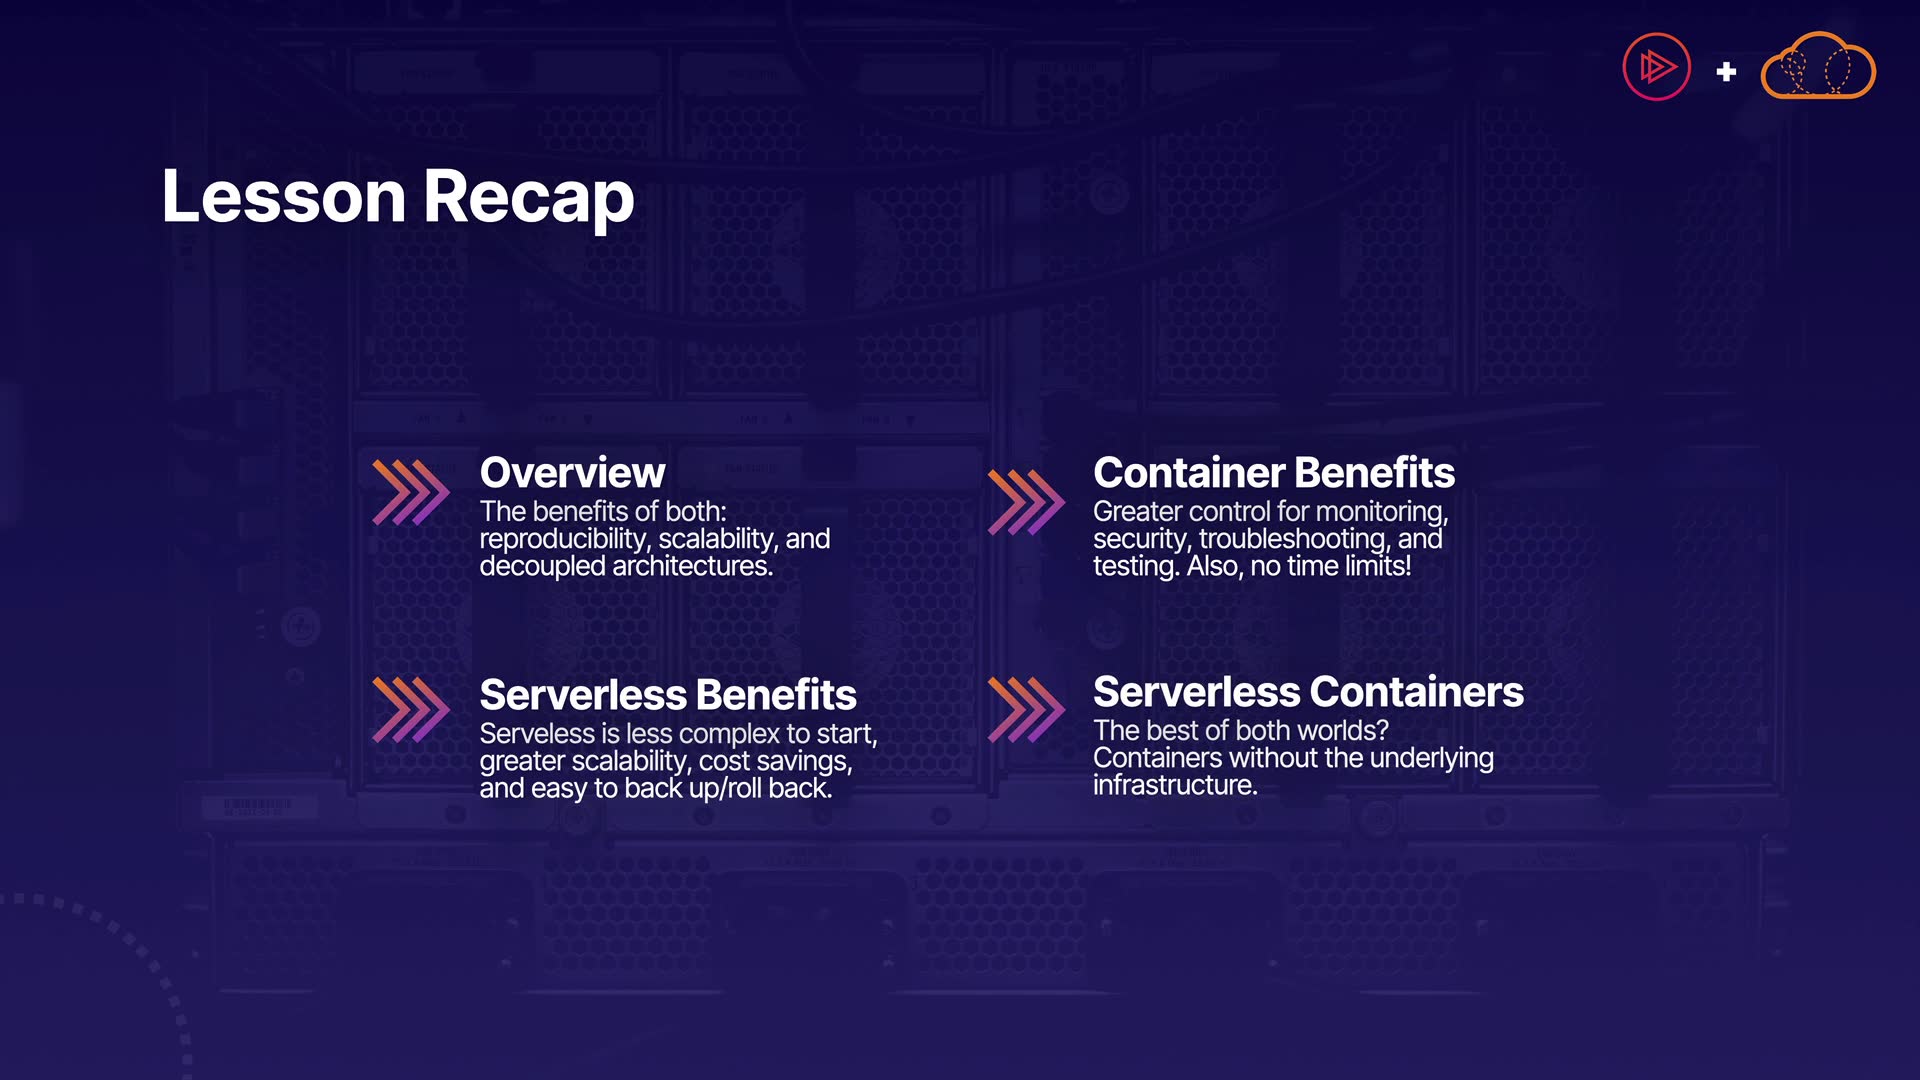 Lesson Recap
Overview
The benefits of both:
reproducibility, scalability, and
decoupled architectures.
Container Benefits
Greater control for monitoring,
security, troubleshooting, and
testing. Also, no time limits!
Serverless Benefits
Serveless is less complex to start,
greater scalability, cost savings,
and easy to back up/roll back.
Serverless Containers
The best of both worlds?
Containers without the underlying
infrastructure.